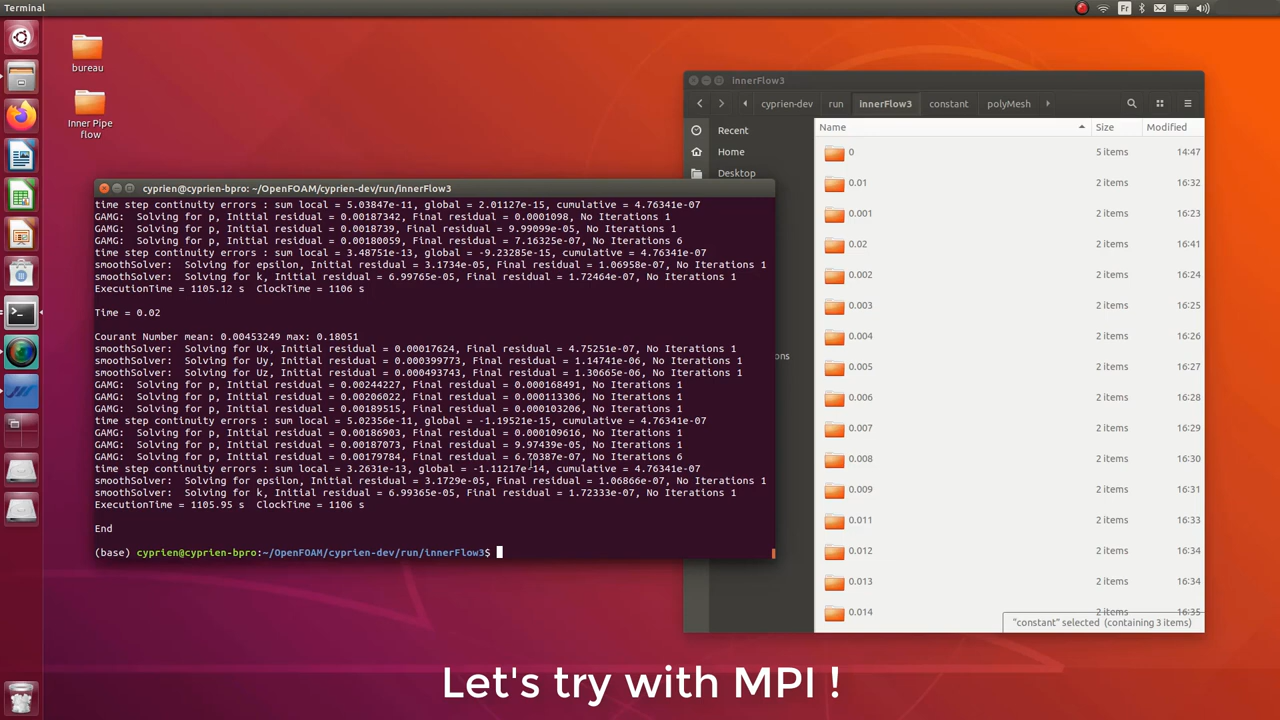 Terminal
Fr
bureau
Inner Pipe
flow
cyprien@cyprien-bpro: ~/OpenFOAM/cyprien-dev/run/innerFlow3
time step continuity errors : sum local = 5.03847e-11, global = 2.01127e-15, cumulative = 4.76341e-07
GAMG:  Solving for p, Initial residual = 0.00187342, Final residual = 0.0001098, No Iterations 1
GAMG:  Solving for p, Initial residual = 0.0018739, Final residual = 9.99099e-05, No Iterations 1
GAMG:  Solving for p, Initial residual = 0.00180059, Final residual = 7.16325e-07, No Iterations 6
time step continuity errors : sum local = 3.48751e-13, global = -9.23285e-15, cumulative = 4.76341e-07
smoothSolver:  Solving for epsilon, Initial residual = 3.1734e-05, Final residual = 1.06958e-07, No Iterations 1
smoothSolver:  Solving for k, Initial residual = 6.99765e-05, Final residual = 1.72464e-07, No Iterations 1
ExecutionTime = 1105.12 s  ClockTime = 1106 s
Time = 0.02
Courant Number mean: 0.00453249 max: 0.18051
smoothSolver:  Solving for Ux, Initial residual = 0.00017624, Final residual = 4.75251e-07, No Iterations 1
smoothSolver:  Solving for Uy, Initial residual = 0.000399773, Final residual = 1.14741e-06, No Iterations 1
smoothSolver:  Solving for Uz, Initial residual = 0.000493743, Final residual = 1.30665e-06, No Iterations 1
GAMG:  Solving for p, Initial residual = 0.00244227, Final residual = 0.000168491, No Iterations 1
GAMG:  Solving for p, Initial residual = 0.00206022, Final residual = 0.000113306, No Iterations 1
GAMG:  Solving for p, Initial residual = 0.00189515, Final residual = 0.000103206, No Iterations 1
time step continuity errors : sum local = 5.02356e-11, global = -1.19521e-15, cumulative = 4.76341e-07
GAMG:  Solving for p, Initial residual = 0.00186903, Final residual = 0.000109616, No Iterations 1
GAMG:  Solving for p, Initial residual = 0.00187073, Final residual = 9.97439e-05, No Iterations 1
GAMG:  Solving for p, Initial residual = 0.00179784, Final residual = 6.70387e-07, No Iterations 6
time step continuity errors : sum local = 3.2631e-13, global = -1.11217e-14, cumulative = 4.76341e-07
smoothSolver:  Solving for epsilon, Initial residual = 3.1729e-05, Final residual = 1.06866e-07, No Iterations 1
smoothSolver:  Solving for k, Initial residual = 6.99365e-05, Final residual = 1.72333e-07, No Iterations 1
ExecutionTime = 1105.95 s  ClockTime = 1106 s
End
(base) cyprien@cyprien-bpro:~/OpenFOAM/cyprien-dev/run/innerFlow3$
innerFlow3
cyprien-dev run innerFlow3 constant polyMesh
Recent
Home
Desktop
Name Size Modified
0 5 items 14:47
0.01 2 items 16:32
0.001 2 items 16:23
0.02 2 items 16:41
0.002 2 items 16:24
0.003 2 items 16:25
0.004 2 items 16:26
0.005 2 items 16:27
0.006 2 items 16:28
0.007 2 items 16:29
0.008 2 items 16:30
0.009 2 items 16:31
0.011 2 items 16:33
0.012 2 items 16:34
0.013 2 items 16:34
0.014 2 items 16:35
"constant" selected (containing 3 items)
Let's try with MPI !